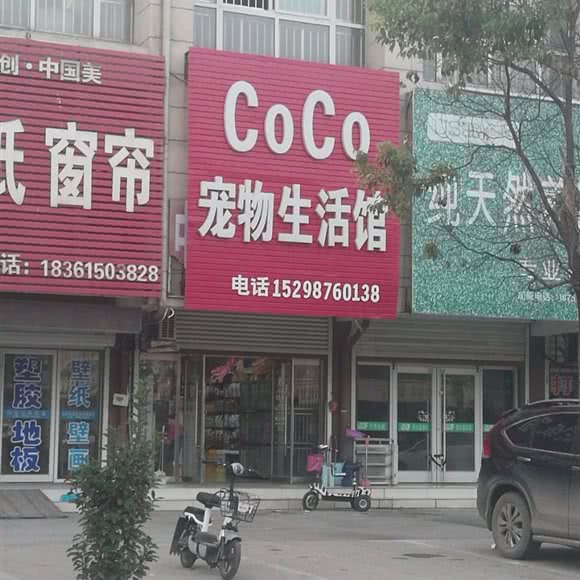 创·中国美
纸 窗帘
话：18361503828
CoCo
宠物生活馆
电话15298760138
纯天然
塑胶地板
壁纸壁画